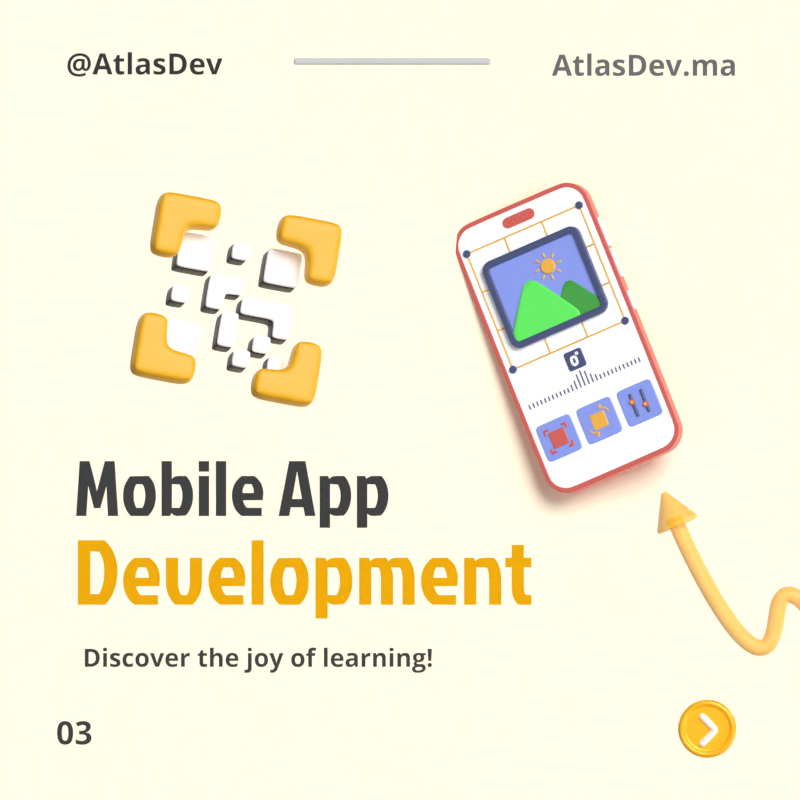 @AtlasDev
AtlasDev.ma
Mobile App
Development
Discover the joy of learning!
03